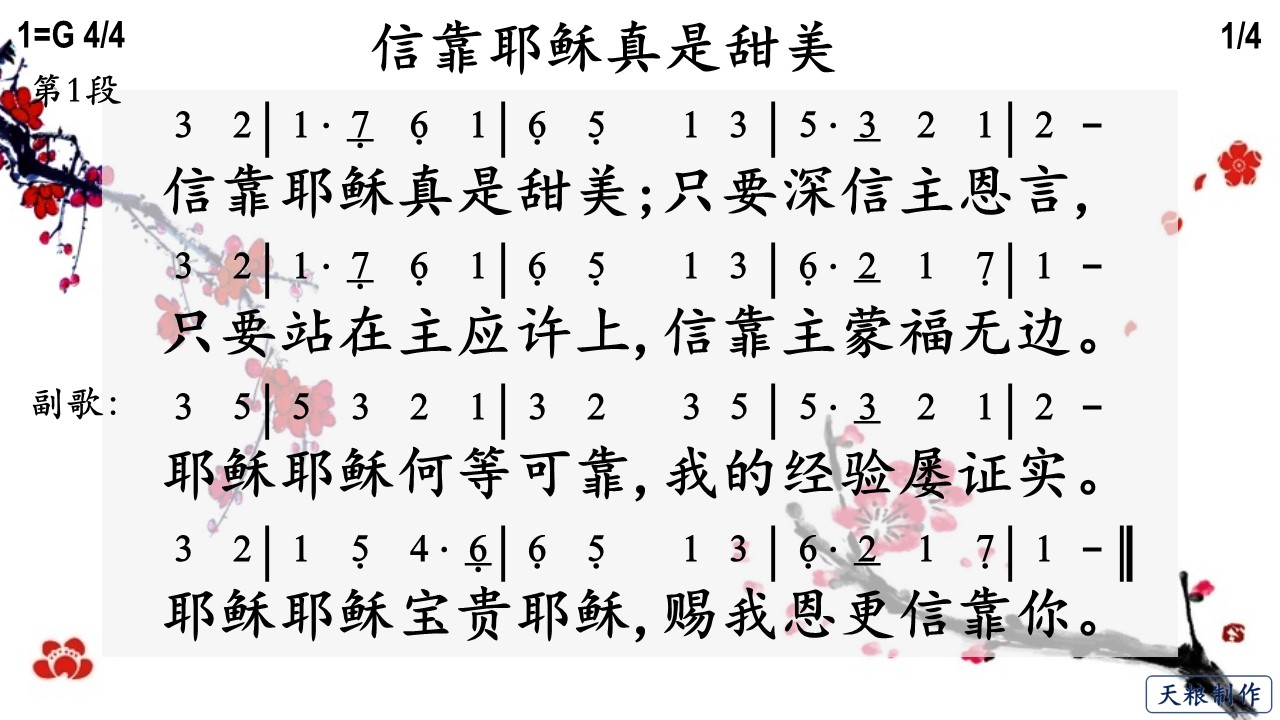 1=G 4/4
信靠耶稣真是甜美
1/4
第1段
3 2 | 1· 7̣̲ 6̣ 1 | 6̣ 5̣ 1 3 | 5· 3̲ 2 1 | 2 –
信靠耶稣真是甜美;只要深信主恩言,
3 2 | 1· 7̣̲ 6̣ 1 | 6̣ 5̣ 1 3 | 6̣· 2̲ 1 7̣ | 1 –
只要站在主应许上,信靠主蒙福无边。
副歌:
3 5 | 5 3 2 1 | 3 2 3 5 | 5· 3̲ 2 1 | 2 –
耶稣耶稣何等可靠,我的经验屡证实。
3 2 | 1 5̣ 4· 6̣̲ | 6̣ 5̣ 1 3 | 6̣· 2̲ 1 7̣ | 1 – ‖
耶稣耶稣宝贵耶稣,赐我恩更信靠你。
天粮制作